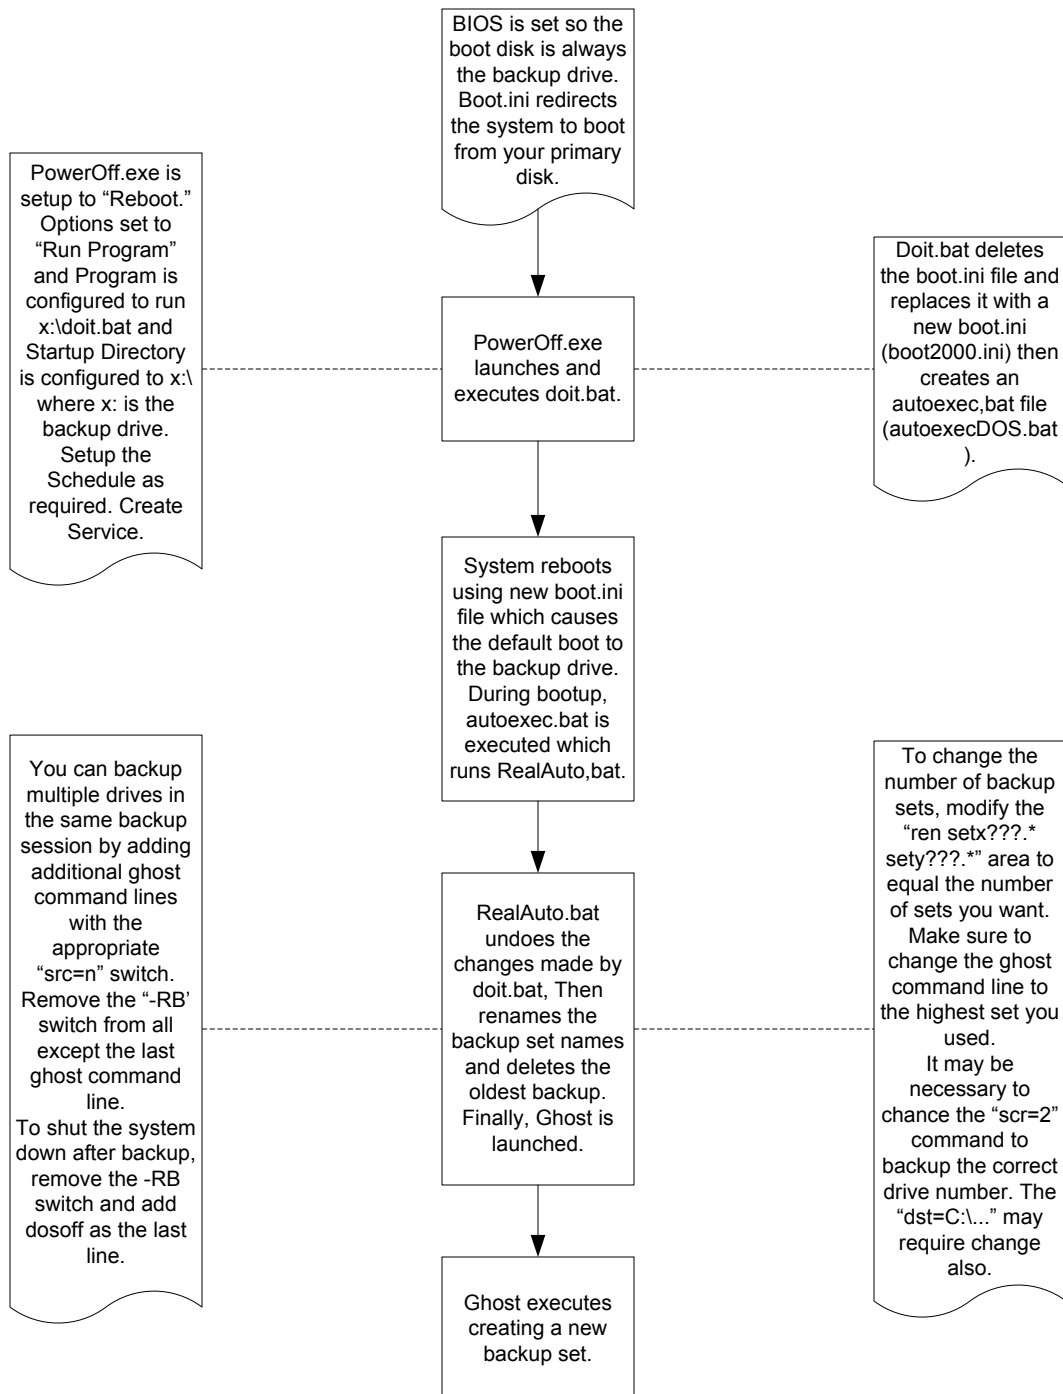 BIOS is set so the
boot disk is always
the backup drive.
Boot.ini redirects
the system to boot
from your primary
disk.
PowerOff.exe is
setup to “Reboot.”
Options set to
“Run Program”
and Program is
configured to run
x:\doit.bat and
Startup Directory
is configured to x:\
where x: is the
backup drive.
Setup the
Schedule as
required. Create
Service.
PowerOff.exe
launches and
executes doit.bat.
Doit.bat deletes
the boot.ini file and
replaces it with a
new boot.ini
(boot2000.ini) then
creates an
autoexec,bat file
(autoexecDOS.bat
).
System reboots
using new boot.ini
file which causes
the default boot to
the backup drive.
During bootup,
autoexec.bat is
executed which
runs RealAuto,bat.
You can backup
multiple drives in
the same backup
session by adding
additional ghost
command lines
with the
appropriate
“src=n” switch.
Remove the “-RB’
switch from all
except the last
ghost command
line.
To shut the system
down after backup,
remove the -RB
switch and add
dosoff as the last
line.
RealAuto.bat
undoes the
changes made by
doit.bat, Then
renames the
backup set names
and deletes the
oldest backup.
Finally, Ghost is
launched.
To change the
number of backup
sets, modify the
“ren setx???.*
sety???.*” area to
equal the number
of sets you want.
Make sure to
change the ghost
command line to
the highest set you
used.
It may be
necessary to
chance the “scr=2”
command to
backup the correct
drive number. The
“dst=C:\...” may
require change
also.
Ghost executes
creating a new
backup set.